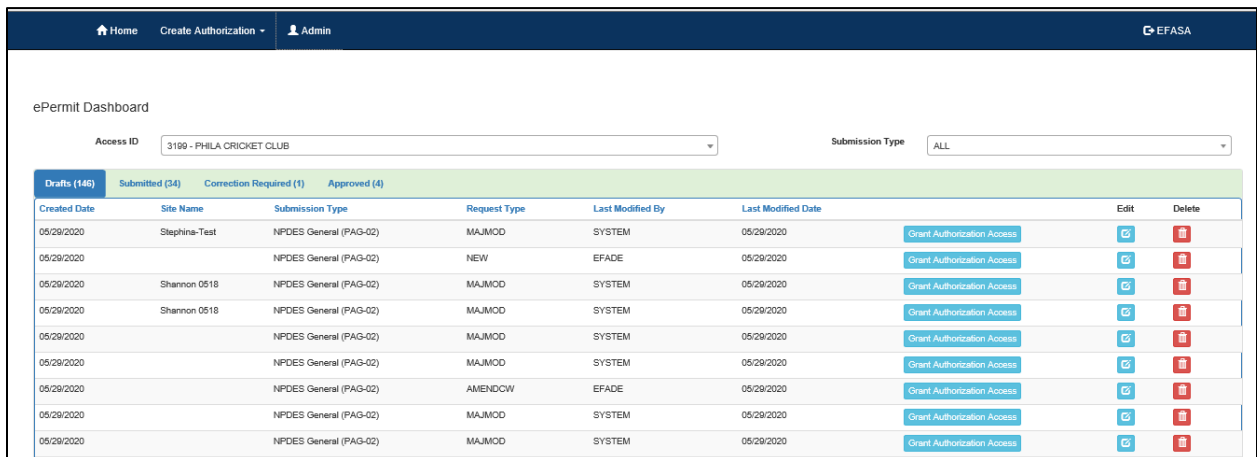 Home Create Authorization Admin EFASA
ePermit Dashboard
Access ID 3199 - PHILA CRICKET CLUB Submission Type ALL
Drafts (146) Submitted (34) Correction Required (1) Approved (4)
Created Date Site Name Submission Type Request Type Last Modified By Last Modified Date Edit Delete
05/29/2020 Stephina-Test NPDES General (PAG-02) MAJMOD SYSTEM 05/29/2020 Grant Authorization Access
05/29/2020 NPDES General (PAG-02) NEW EFADE 05/29/2020 Grant Authorization Access
05/29/2020 Shannon 0518 NPDES General (PAG-02) MAJMOD SYSTEM 05/29/2020 Grant Authorization Access
05/29/2020 Shannon 0518 NPDES General (PAG-02) MAJMOD SYSTEM 05/29/2020 Grant Authorization Access
05/29/2020 NPDES General (PAG-02) MAJMOD SYSTEM 05/29/2020 Grant Authorization Access
05/29/2020 NPDES General (PAG-02) MAJMOD SYSTEM 05/29/2020 Grant Authorization Access
05/29/2020 NPDES General (PAG-02) AMENDCW EFADE 05/29/2020 Grant Authorization Access
05/29/2020 NPDES General (PAG-02) MAJMOD SYSTEM 05/29/2020 Grant Authorization Access
05/29/2020 NPDES General (PAG-02) MAJMOD SYSTEM 05/29/2020 Grant Authorization Access